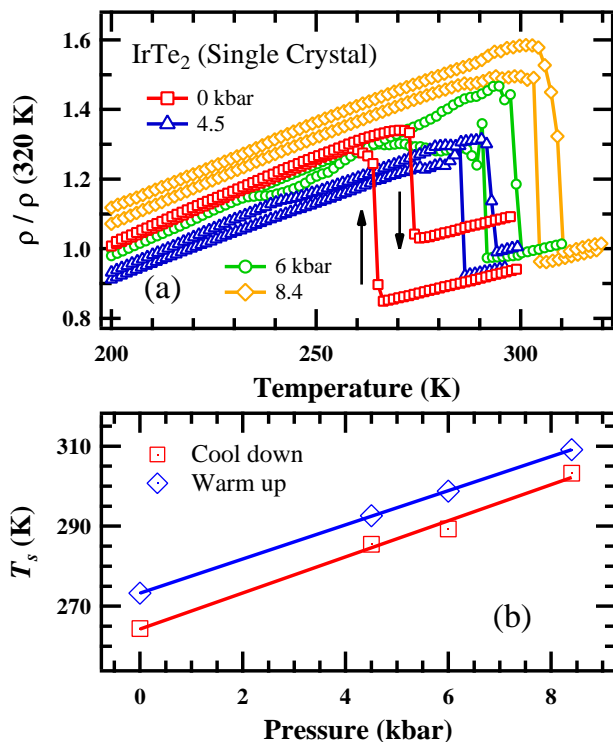 1.6
1.4
1.2
1.0
0.8
ρ / ρ (320 K)
IrTe2 (Single Crystal)
0 kbar
4.5
6 kbar
8.4
(a)
200
250
300
Temperature (K)
310
290
270
Ts (K)
Cool down
Warm up
(b)
0
2
4
6
8
Pressure (kbar)